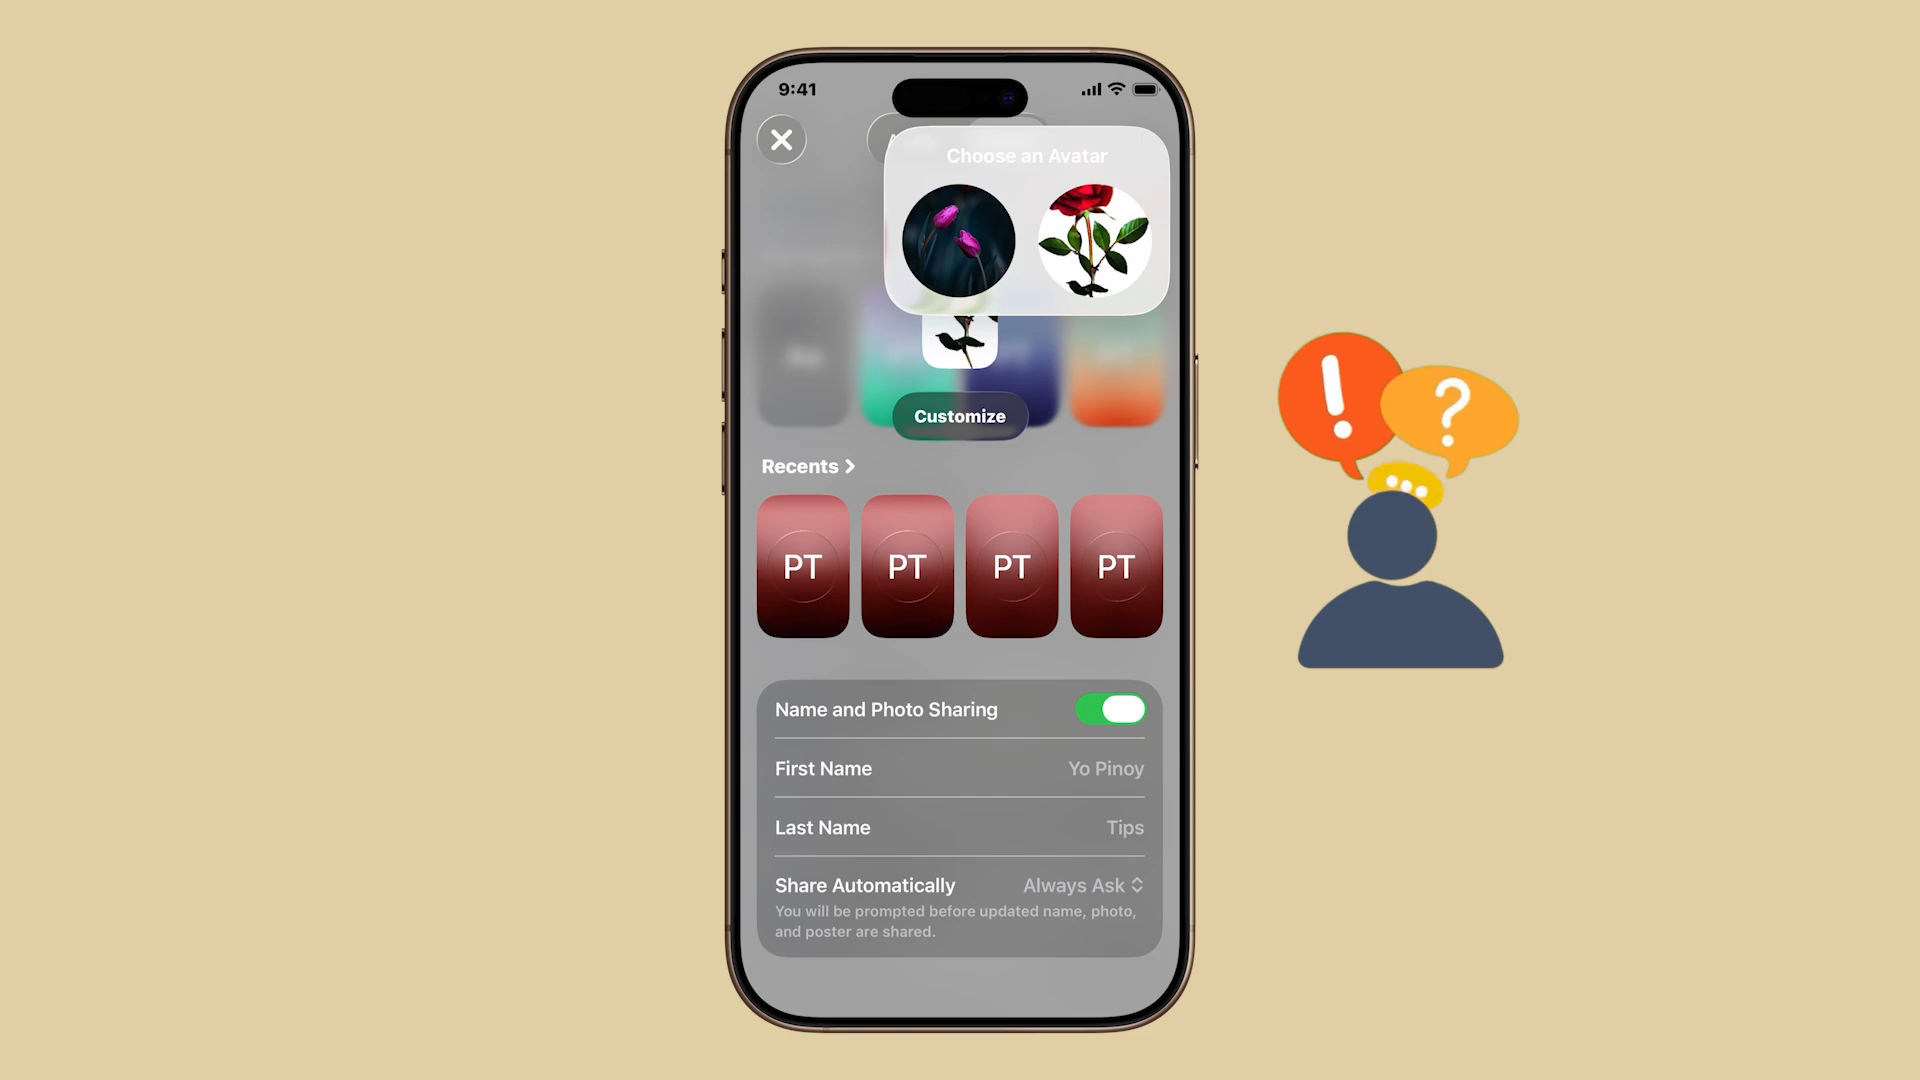 9:41
Choose an Avatar
Customize
Recents
PT
PT
PT
PT
Name and Photo Sharing
First Name
Yo Pinoy
Last Name
Tips
Share Automatically
Always Ask
You will be prompted before updated name, photo,
and poster are shared.
! ?